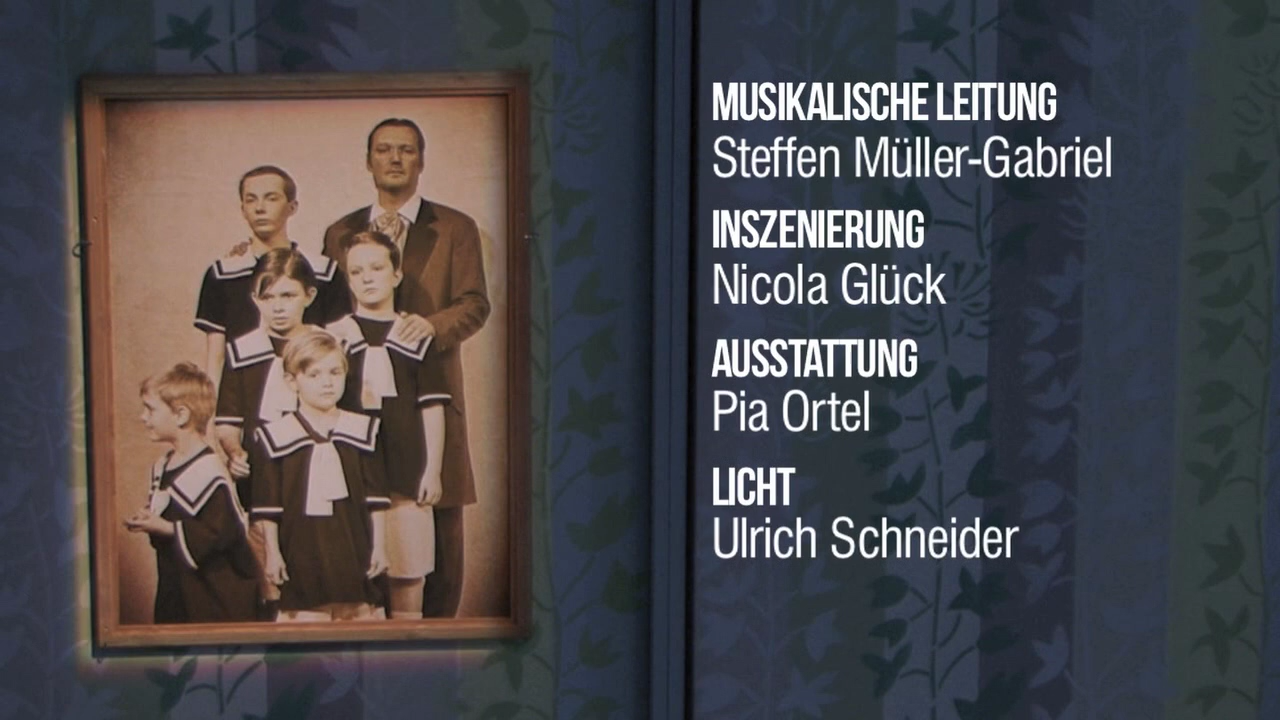 MUSIKALISCHE LEITUNG
Steffen Müller-Gabriel
INSZENIERUNG
Nicola Glück
AUSSTATTUNG
Pia Ortel
LICHT
Ulrich Schneider